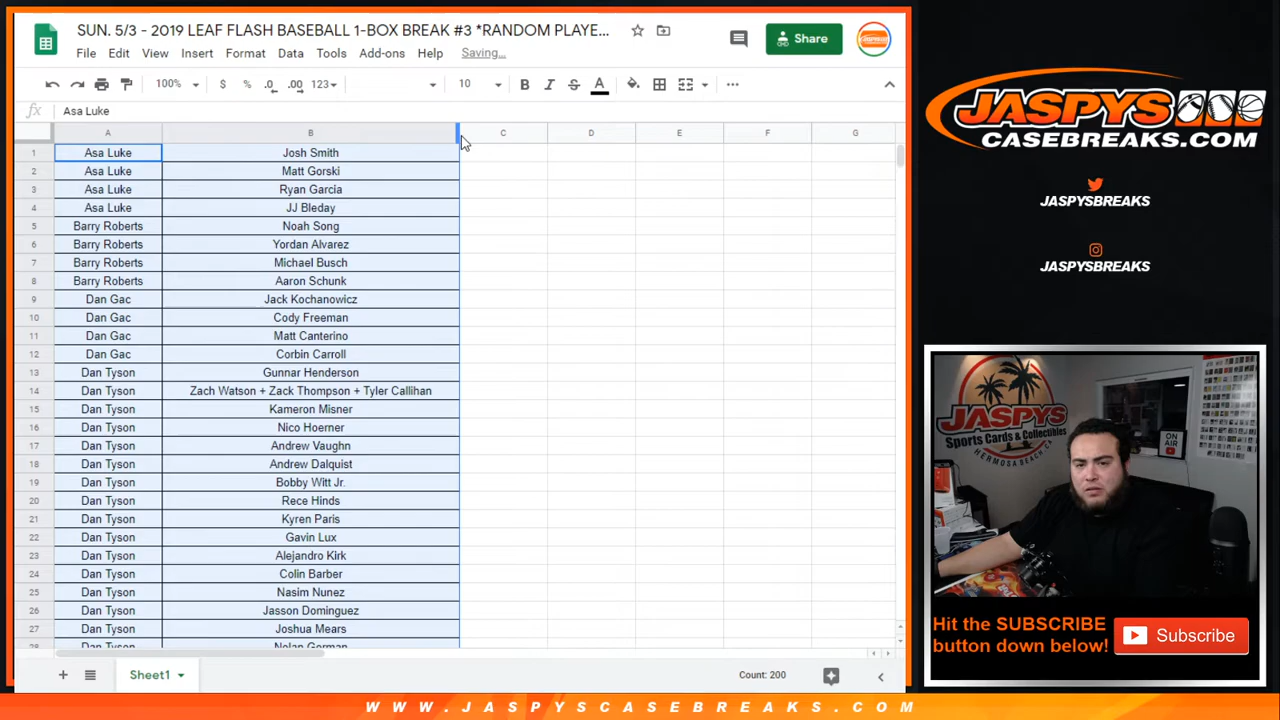 SUN. 5/3 - 2019 LEAF FLASH BASEBALL 1-BOX BREAK #3 *RANDOM PLAYE...
File Edit View Insert Format Data Tools Add-ons Help Saving...
Share
100% $ % .0 .00 123 10 B I S A
fx Asa Luke
A B C D E F G
1 Asa Luke Josh Smith
2 Asa Luke Matt Gorski
3 Asa Luke Ryan Garcia
4 Asa Luke JJ Bleday
5 Barry Roberts Noah Song
6 Barry Roberts Yordan Alvarez
7 Barry Roberts Michael Busch
8 Barry Roberts Aaron Schunk
9 Dan Gac Jack Kochanowicz
10 Dan Gac Cody Freeman
11 Dan Gac Matt Canterino
12 Dan Gac Corbin Carroll
13 Dan Tyson Gunnar Henderson
14 Dan Tyson Zach Watson + Zack Thompson + Tyler Callihan
15 Dan Tyson Kameron Misner
16 Dan Tyson Nico Hoerner
17 Dan Tyson Andrew Vaughn
18 Dan Tyson Andrew Dalquist
19 Dan Tyson Bobby Witt Jr.
20 Dan Tyson Rece Hinds
21 Dan Tyson Kyren Paris
22 Dan Tyson Gavin Lux
23 Dan Tyson Alejandro Kirk
24 Dan Tyson Colin Barber
25 Dan Tyson Nasim Nunez
26 Dan Tyson Jasson Dominguez
27 Dan Tyson Joshua Mears
28 Dan Tyson Nolan Gorman
Sheet1 Count: 200
JASPYS
CASEBREAKS.COM
JASPYSBREAKS
JASPYSBREAKS
JASPYS
Sports Cards & Collectibles
HERMOSA BEACH, CA
ON AIR
Hit the SUBSCRIBE
button down below!
Subscribe
WWW.JASPYSCASEBREAKS.COM